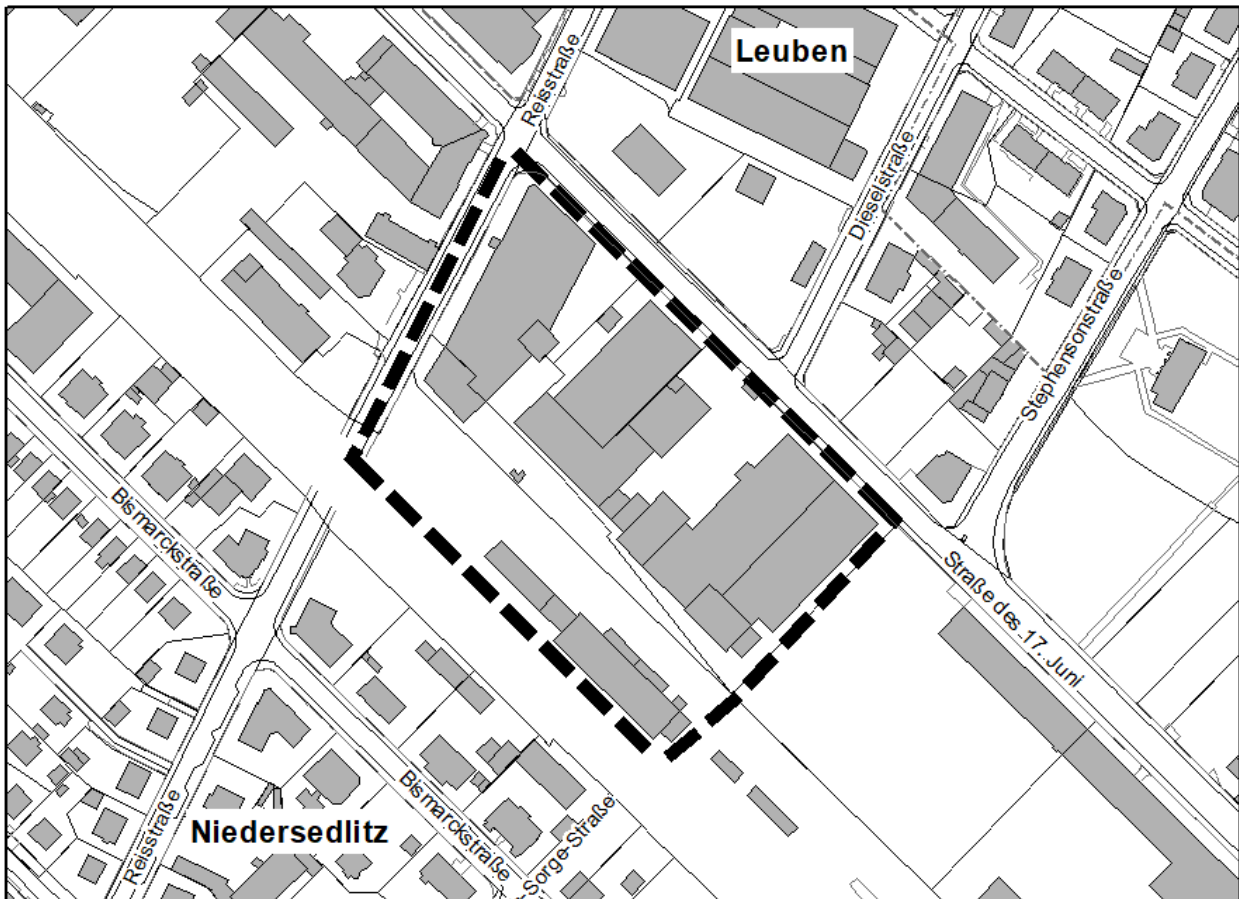 Leuben
Reisstraße
Dieselstraße
Stephensonstraße
Bismarckstraße
Straße des 17. Juni
Bismarckstraße
Sorge-Straße
Niedersedlitz
Reisstraße